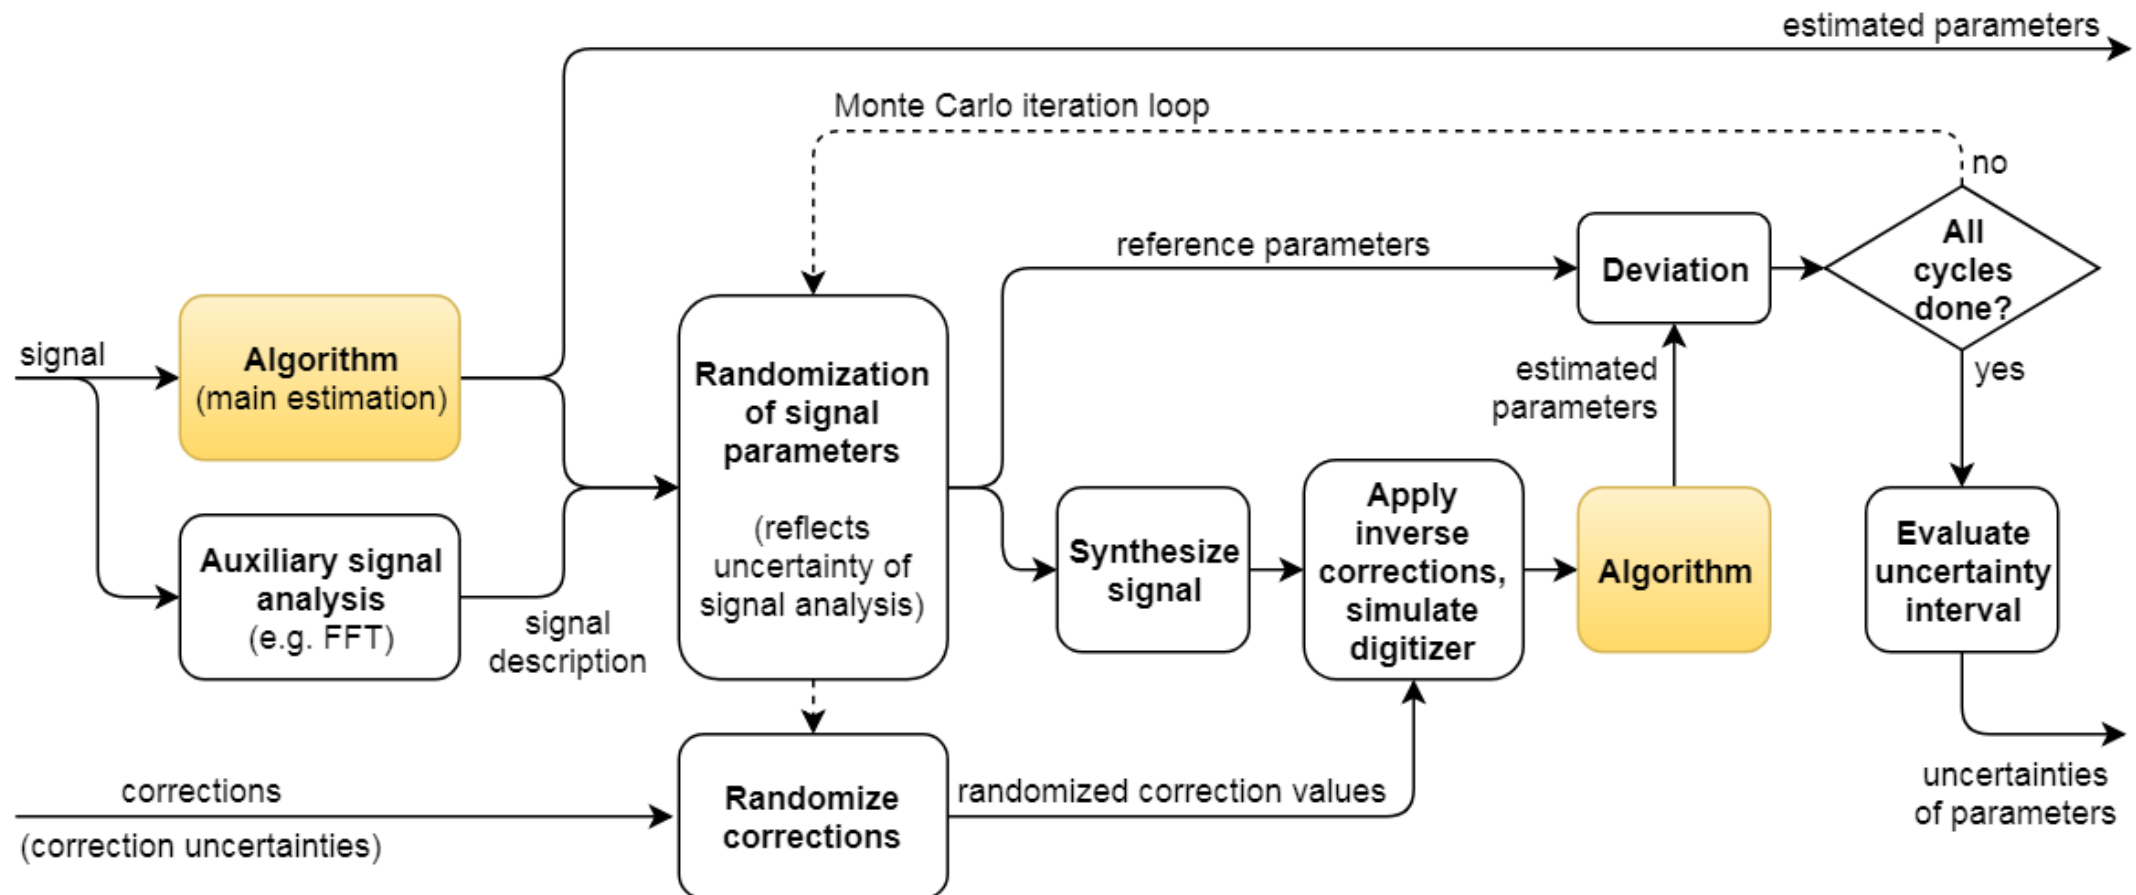 estimated parameters
Monte Carlo iteration loop
no
All
cycles
done?
reference parameters
Deviation
signal
Algorithm
(main estimation)
Randomization
of signal
parameters
(reflects
uncertainty of
signal analysis)
estimated
parameters
yes
Auxiliary signal
analysis
(e.g. FFT)
signal
description
Synthesize
signal
Apply
inverse
corrections,
simulate
digitizer
Algorithm
Evaluate
uncertainty
interval
corrections
(correction uncertainties)
Randomize
corrections
randomized correction values
uncertainties
of parameters